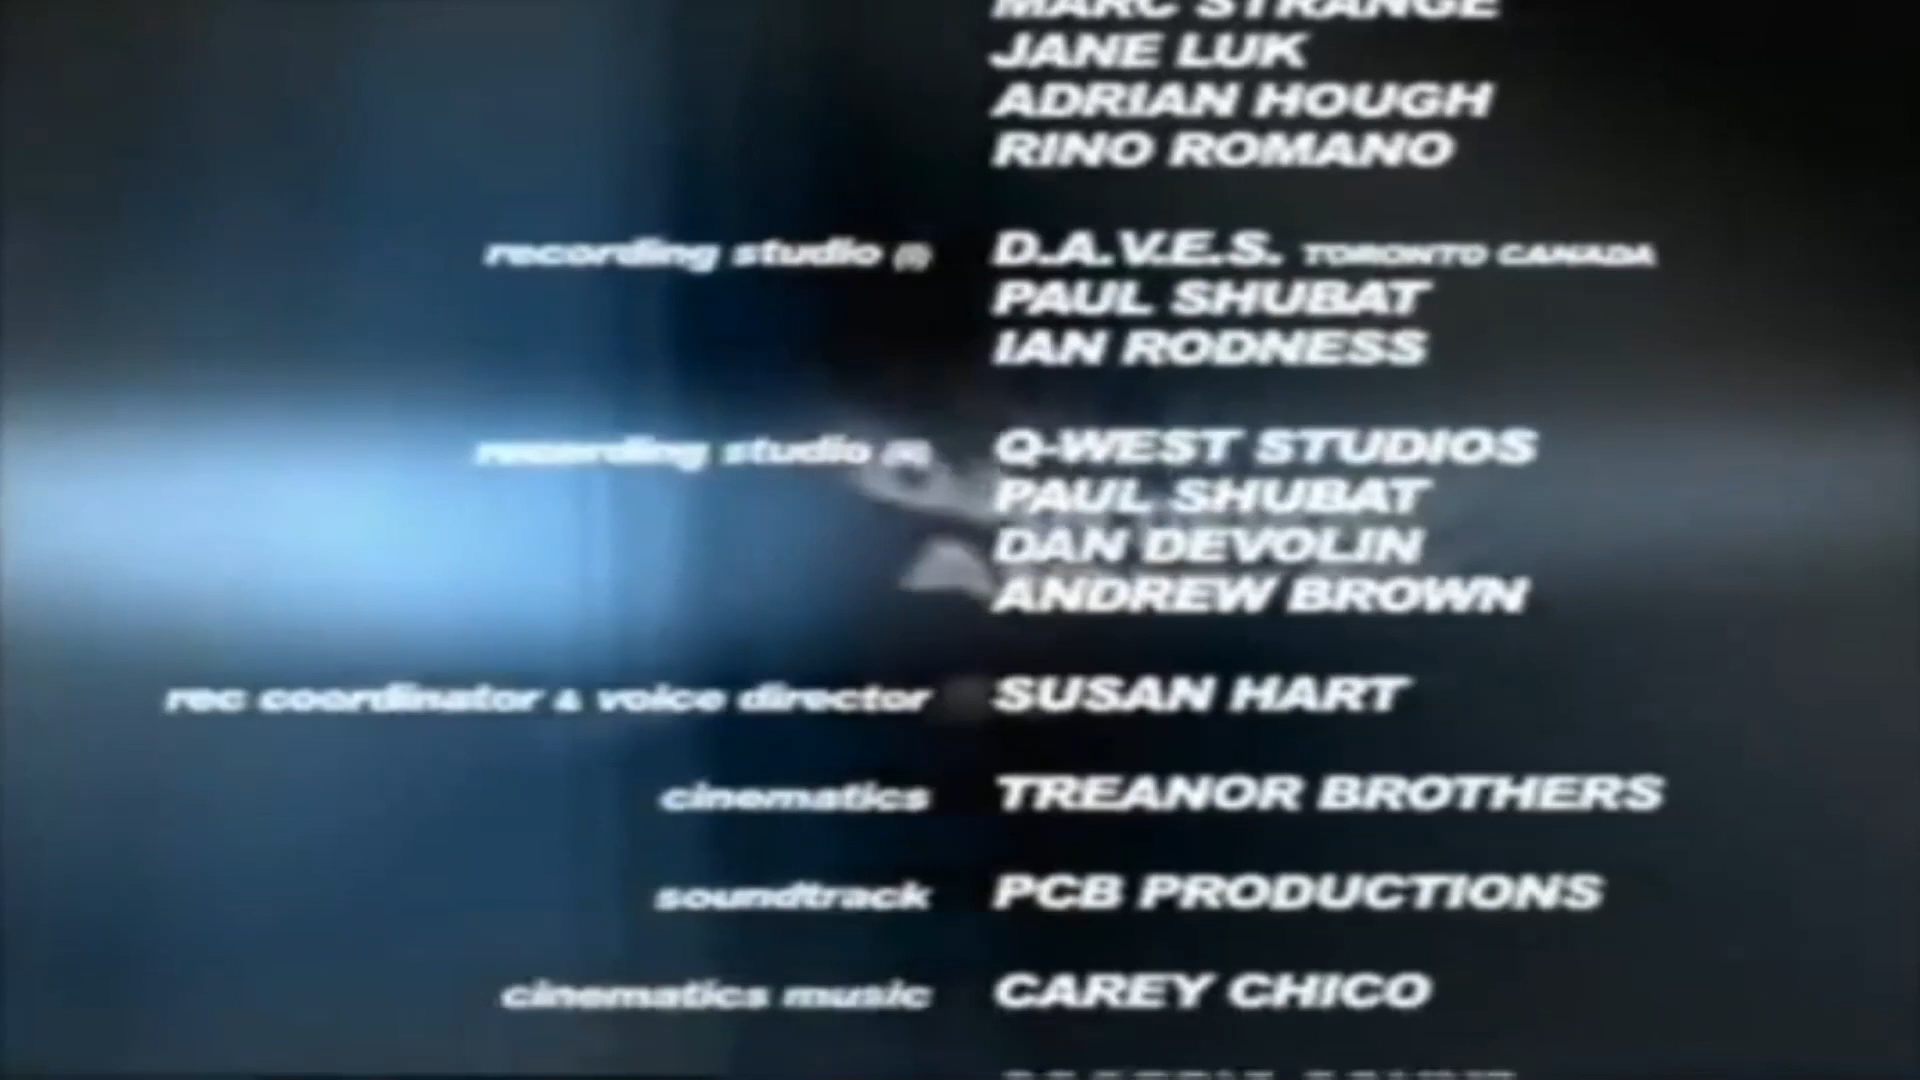 MARC STRANGE
JANE LUK
ADRIAN HOUGH
RINO ROMANO
recording studio (I) D.A.V.E.S. TORONTO CANADA
PAUL SHUBAT
IAN RODNESS
recording studio Q-WEST STUDIOS
PAUL SHUBAT
DAN DEVOLIN
ANDREW BROWN
rec coordinator & voice director SUSAN HART
cinematics TREANOR BROTHERS
soundtrack PCB PRODUCTIONS
cinematics music CAREY CHICO